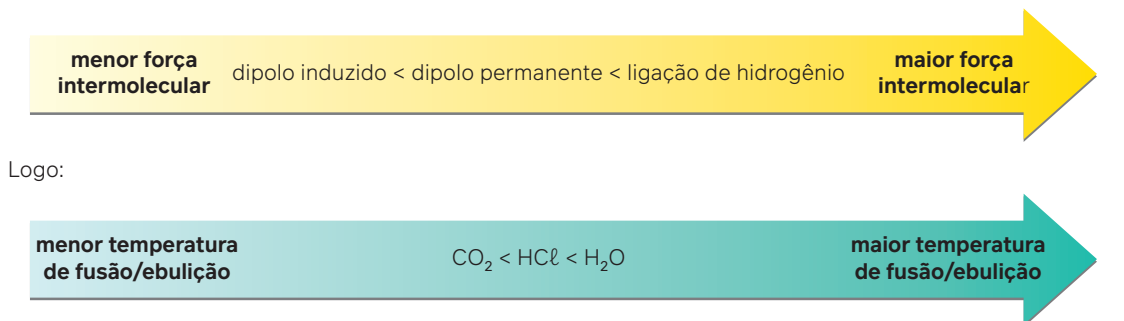 menor força
intermolecular
dipolo induzido < dipolo permanente < ligação de hidrogênio
maior força
intermolecular
Logo:
menor temperatura
de fusão/ebulição
CO₂ < HCℓ < H₂O
maior temperatura
de fusão/ebulição